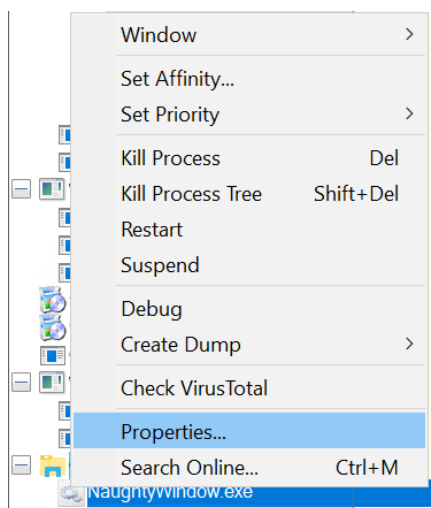 Window
Set Affinity...
Set Priority
Kill Process Del
Kill Process Tree Shift+Del
Restart
Suspend
Debug
Create Dump
Check VirusTotal
Properties...
Search Online... Ctrl+M
NaughtyWindow.exe